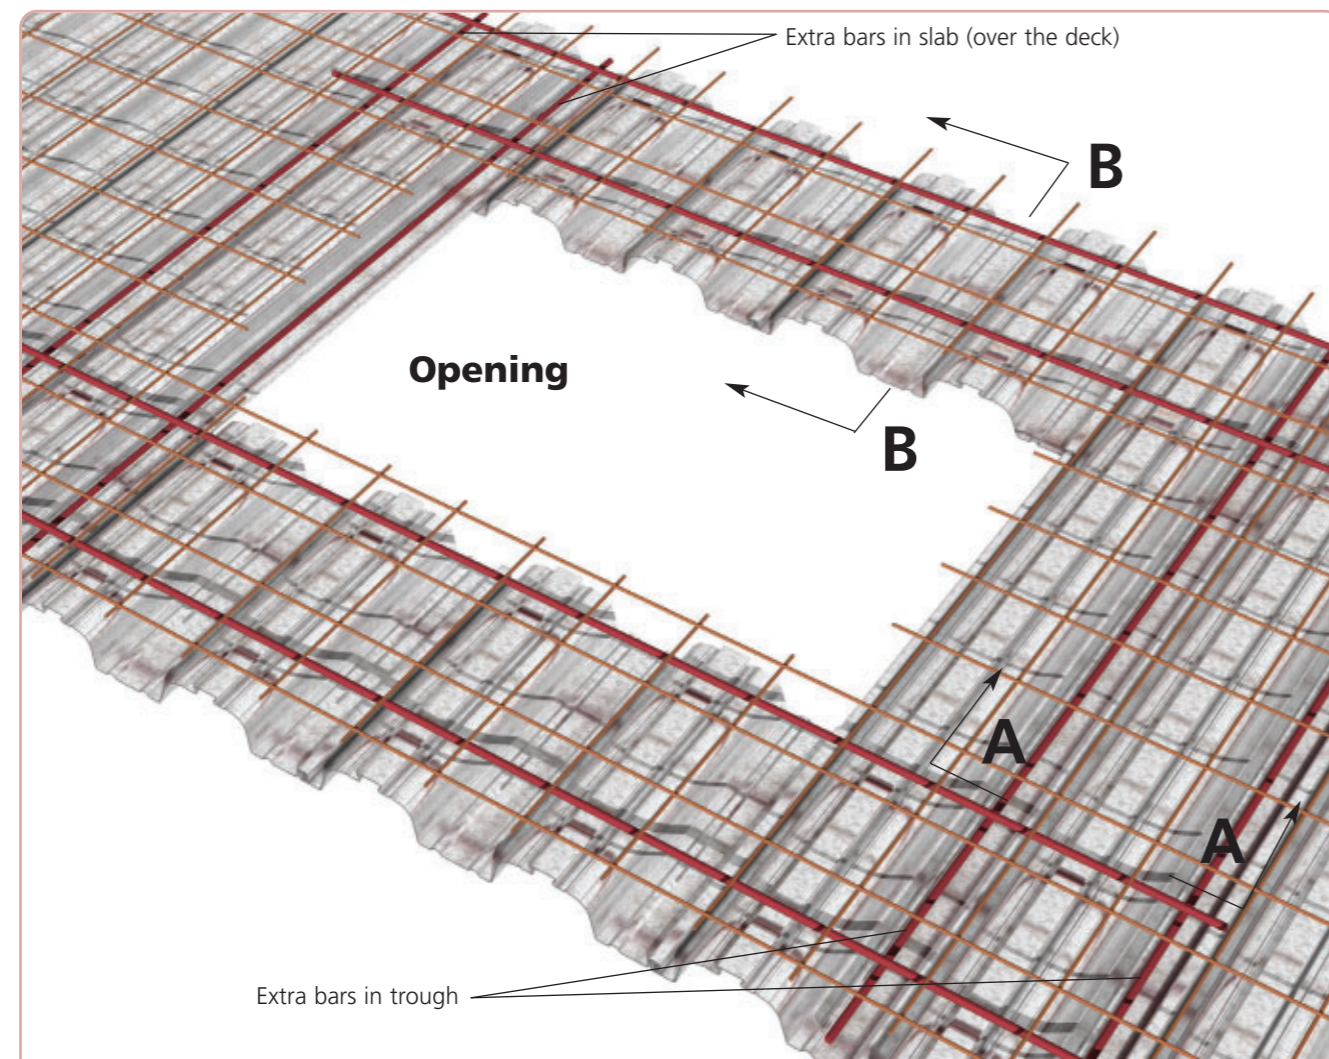 Extra bars in slab (over the deck)
B
Opening
B
A
A
Extra bars in trough